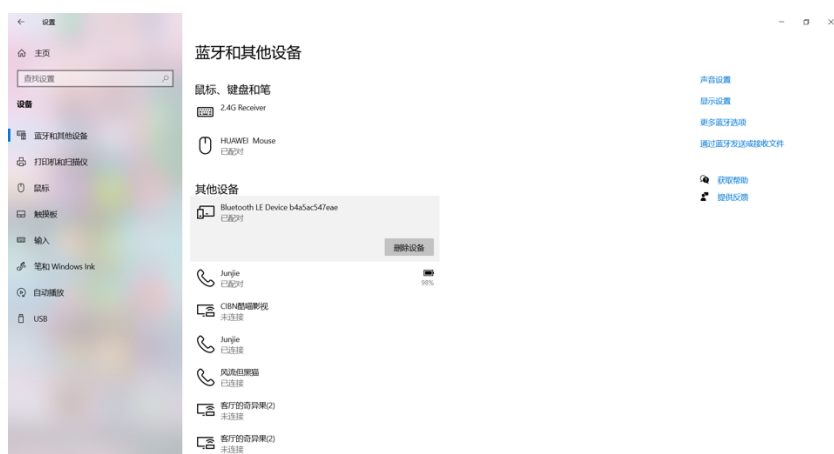 设置
主页
查找设置
设备
蓝牙和其他设备
打印机和扫描仪
鼠标
触摸板
输入
笔和 Windows Ink
自动播放
USB
蓝牙和其他设备
鼠标、键盘和笔
2.4G Receiver
HUAWEI Mouse
已配对
其他设备
Bluetooth LE Device b4a5ac547eae
已配对
删除设备
Junjie
已配对
98%
CIBN酷喵影视
未连接
Junjie
已连接
风流但黑猫
已连接
客厅的奇异果(2)
未连接
客厅的奇异果(2)
未连接
声音设置
显示设置
更多蓝牙选项
通过蓝牙发送或接收文件
获取帮助
提供反馈